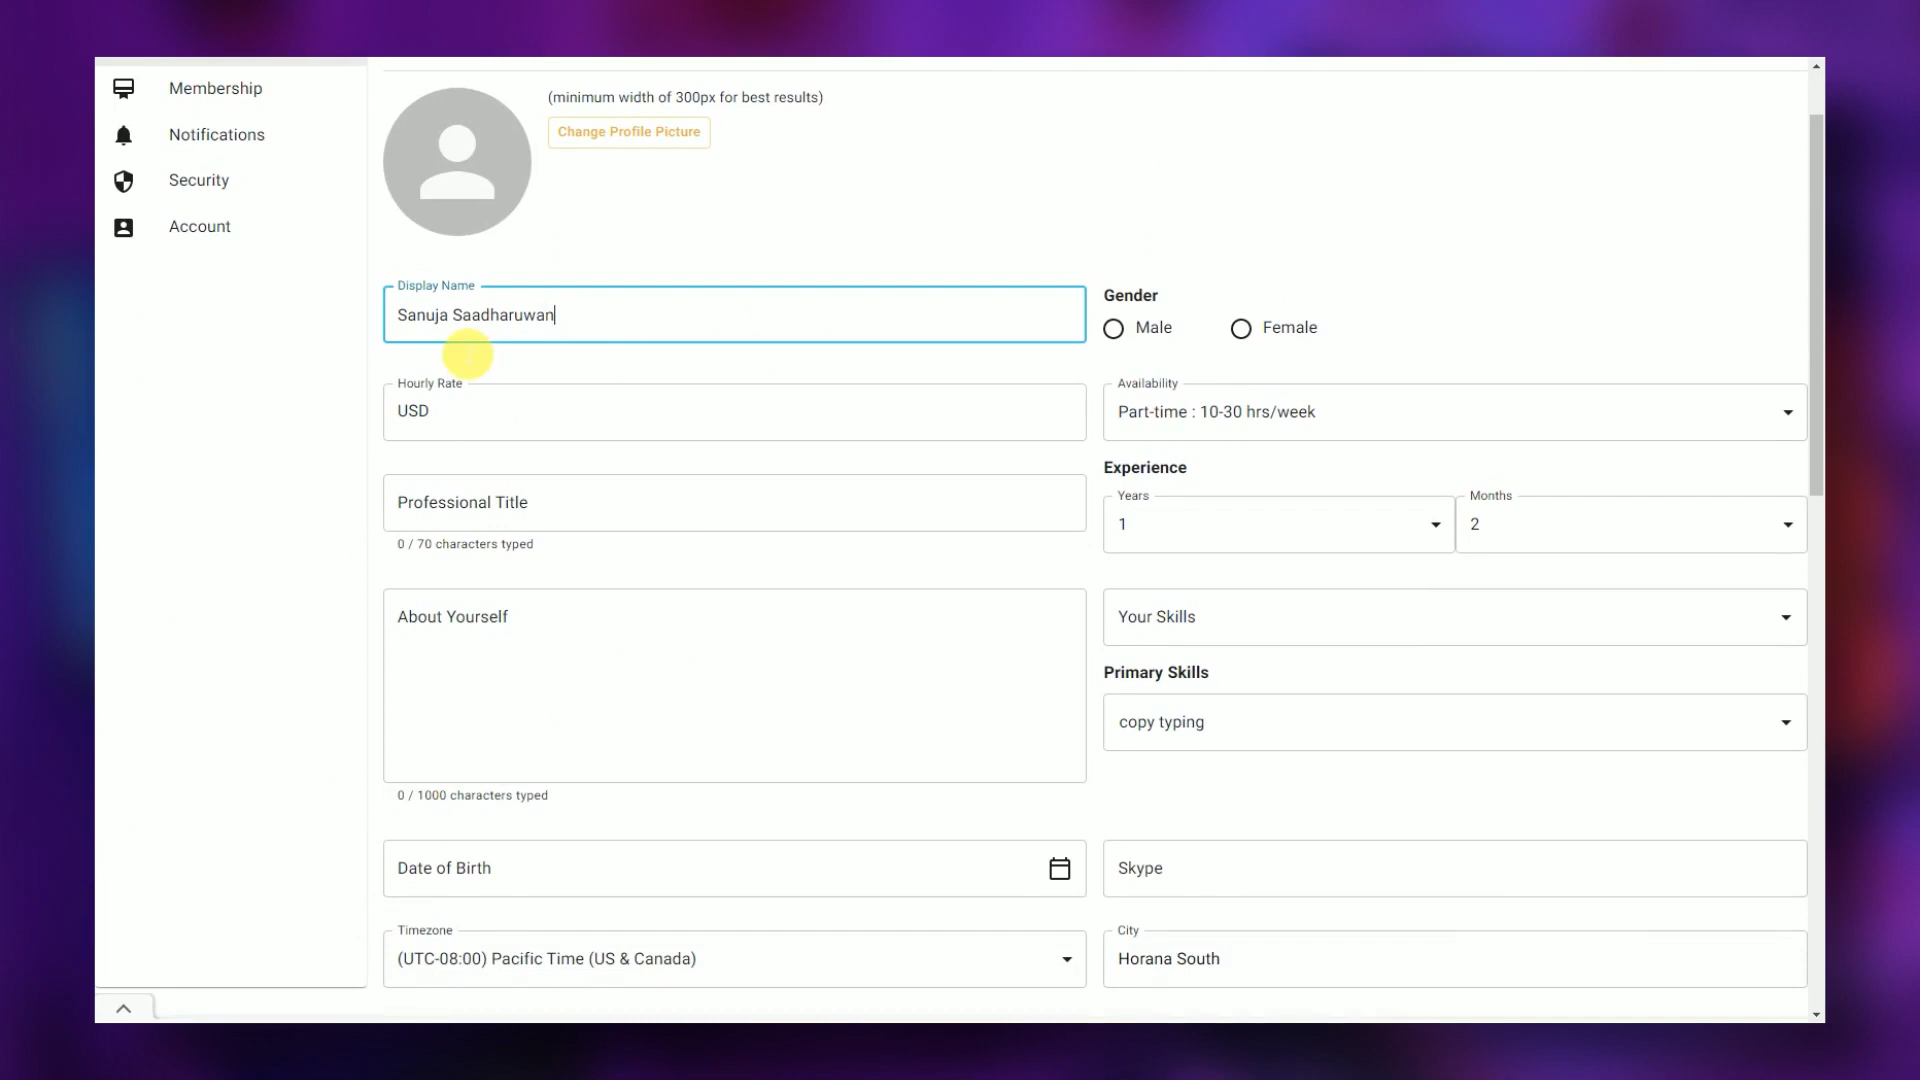 Membership
Notifications
Security
Account
(minimum width of 300px for best results)
Change Profile Picture
Display Name
Sanuja Saadharuwan
Gender
Male
Female
Hourly Rate
USD
Availability
Part-time : 10-30 hrs/week
Professional Title
0 / 70 characters typed
Experience
Years
1
Months
2
About Yourself
0 / 1000 characters typed
Your Skills
Primary Skills
copy typing
Date of Birth
Skype
Timezone
(UTC-08:00) Pacific Time (US & Canada)
City
Horana South